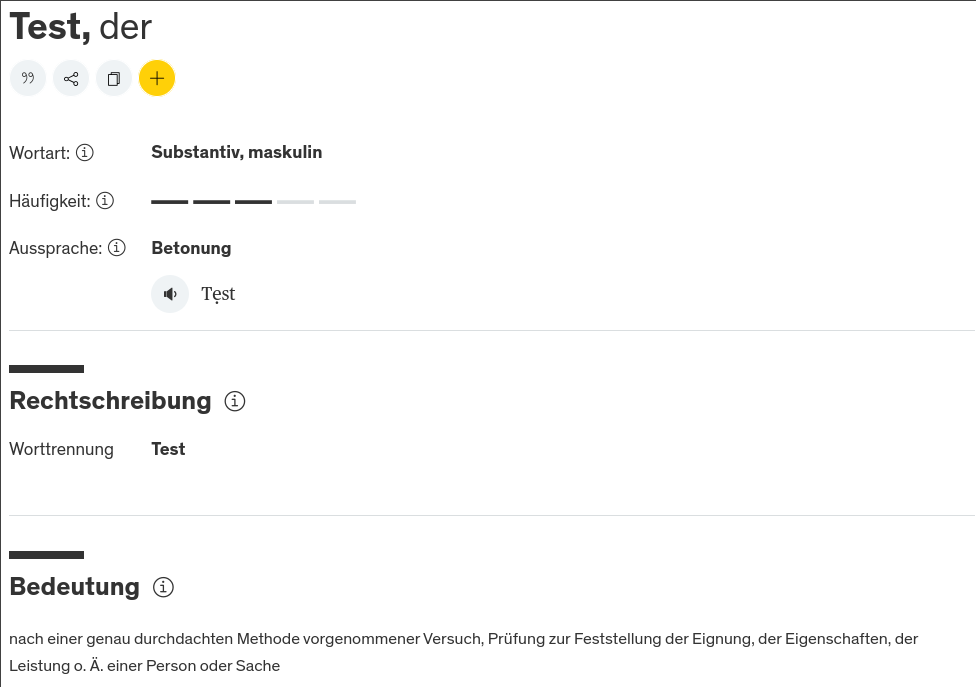 Test, der
Wortart:
Substantiv, maskulin
Häufigkeit:
Aussprache:
Betonung
Tẹst
Rechtschreibung
Worttrennung
Test
Bedeutung
nach einer genau durchdachten Methode vorgenommener Versuch, Prüfung zur Feststellung der Eignung, der Eigenschaften, der
Leistung o. Ä. einer Person oder Sache